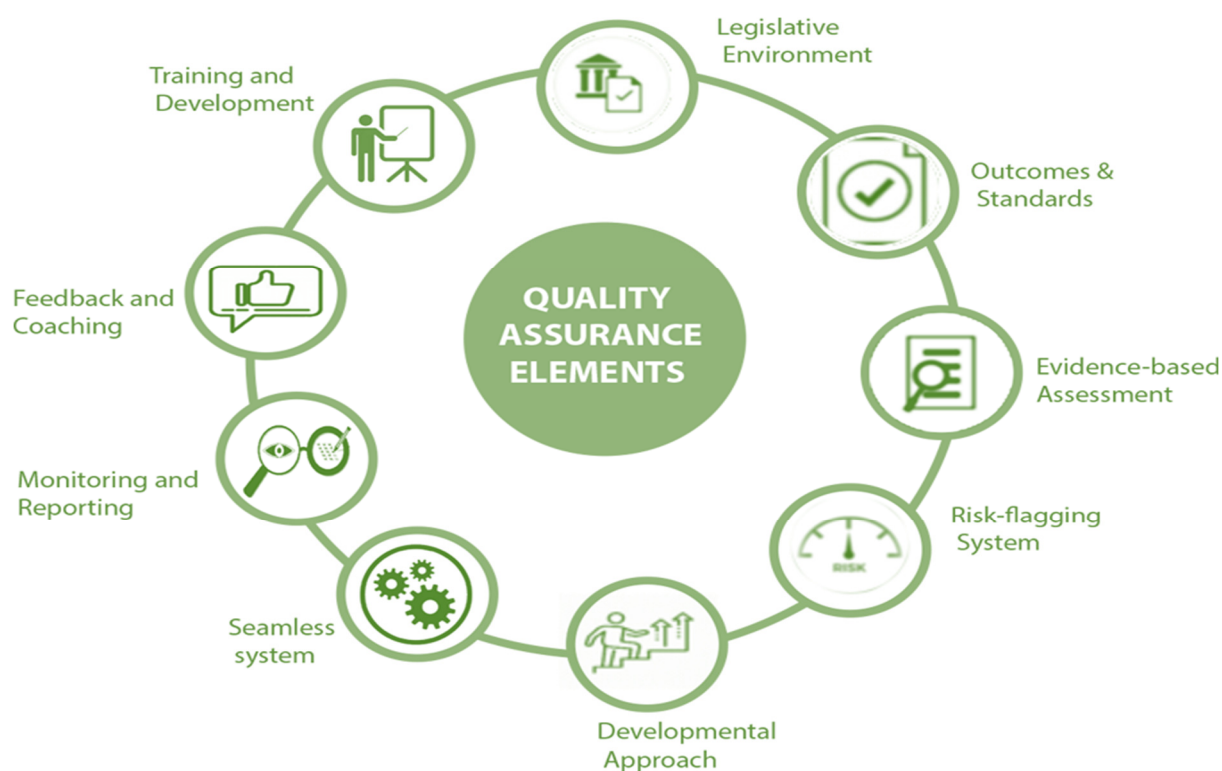 Legislative
Environment
Training and
Development
Outcomes &
Standards
QUALITY
ASSURANCE
ELEMENTS
Feedback and
Coaching
Evidence-based
Assessment
Monitoring and
Reporting
Risk-flagging
System
RISK
Seamless
system
Developmental
Approach